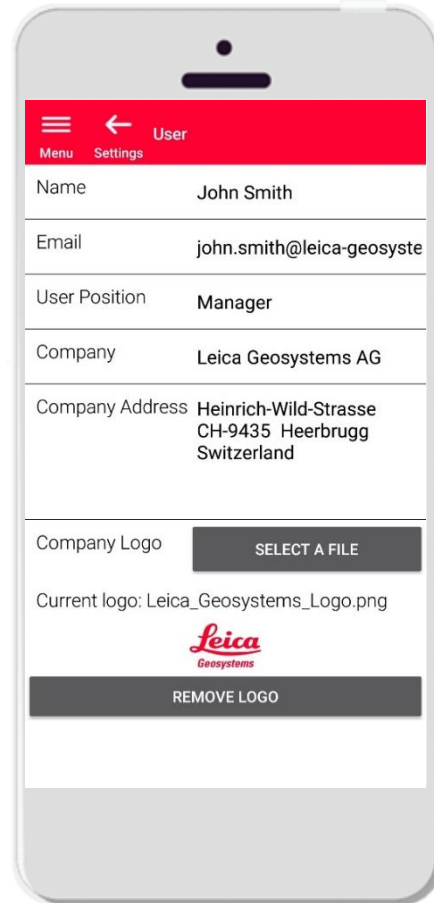 User
Menu Settings
Name John Smith
Email john.smith@leica-geosyste
User Position Manager
Company Leica Geosystems AG
Company Address Heinrich-Wild-Strasse
CH-9435 Heerbrugg
Switzerland
Company Logo SELECT A FILE
Current logo: Leica_Geosystems_Logo.png
Leica
Geosystems
REMOVE LOGO